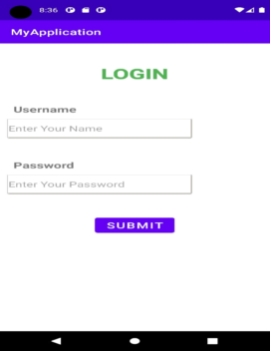 8:36
MyApplication
LOGIN
Username
Enter Your Name
Password
Enter Your Password
SUBMIT